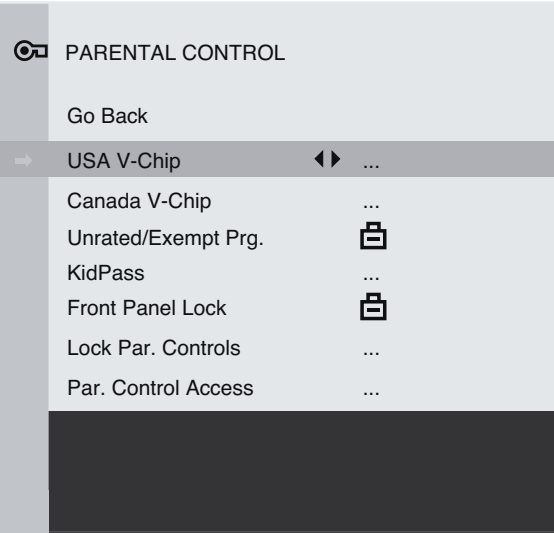 PARENTAL CONTROL
Go Back
USA V-Chip ...
Canada V-Chip ...
Unrated/Exempt Prg.
KidPass ...
Front Panel Lock
Lock Par. Controls ...
Par. Control Access ...